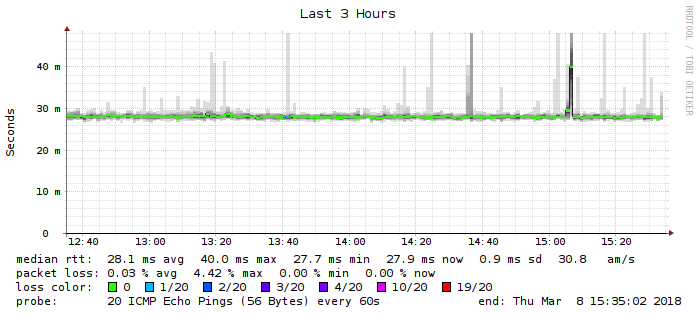 Last 3 Hours
RRDTOOL / TOBI OETIKER
Seconds
40 m
30 m
20 m
10 m
0
12:40 13:00 13:20 13:40 14:00 14:20 14:40 15:00 15:20
median rtt: 28.1 ms avg 40.0 ms max 27.7 ms min 27.9 ms now 0.9 ms sd 30.8 am/s
packet loss: 0.03 % avg 4.42 % max 0.00 % min 0.00 % now
loss color: 0 1/20 2/20 3/20 4/20 10/20 19/20
probe: 20 ICMP Echo Pings (56 Bytes) every 60s end: Thu Mar 8 15:35:02 2018